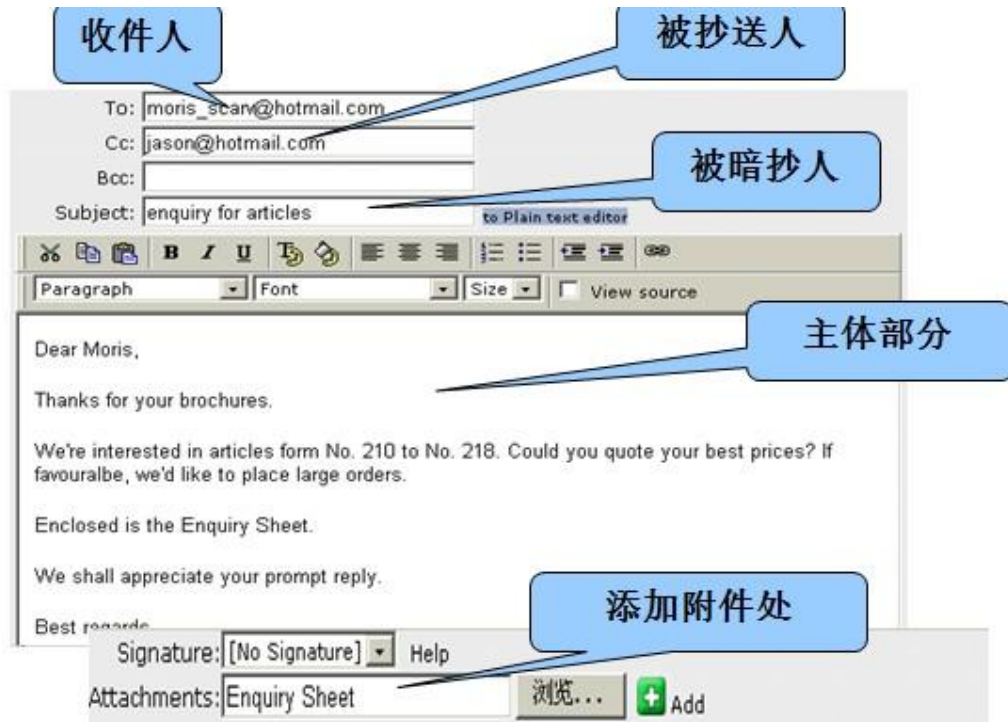 收件人
被抄送人
To: moris_scarv@hotmail.com
Cc: jason@hotmail.com
Bcc:
被暗抄人
Subject: enquiry for articles
to Plain text editor
B I U
Paragraph Font Size View source
主体部分
Dear Moris,
Thanks for your brochures.
We're interested in articles form No. 210 to No. 218. Could you quote your best prices? If
favouralbe, we'd like to place large orders.
Enclosed is the Enquiry Sheet.
We shall appreciate your prompt reply.
添加附件处
Best regards
Signature: [No Signature] Help
Attachments: Enquiry Sheet 浏览... Add